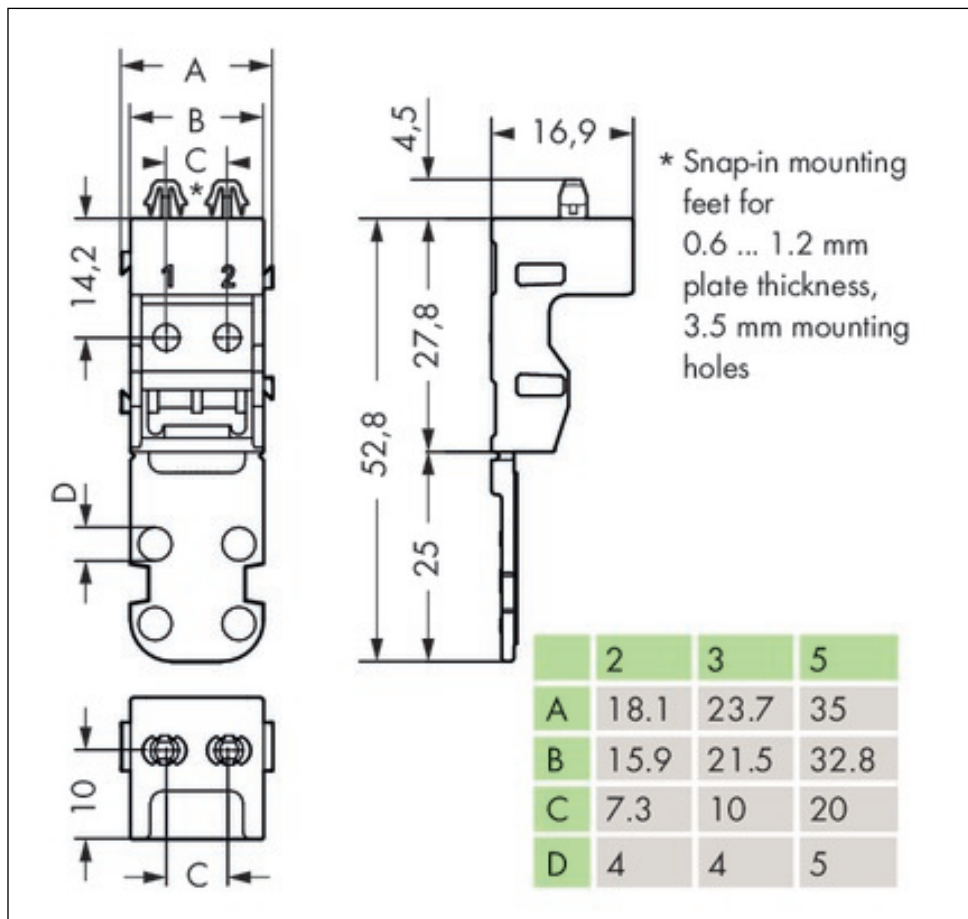 A
B
C
*
4,5
16,9
* Snap-in mounting
feet for
0.6 ... 1.2 mm
plate thickness,
3.5 mm mounting
holes
14,2
1 2
27,8
52,8
D
25
10
C
2 3 5
A 18.1 23.7 35
B 15.9 21.5 32.8
C 7.3 10 20
D 4 4 5